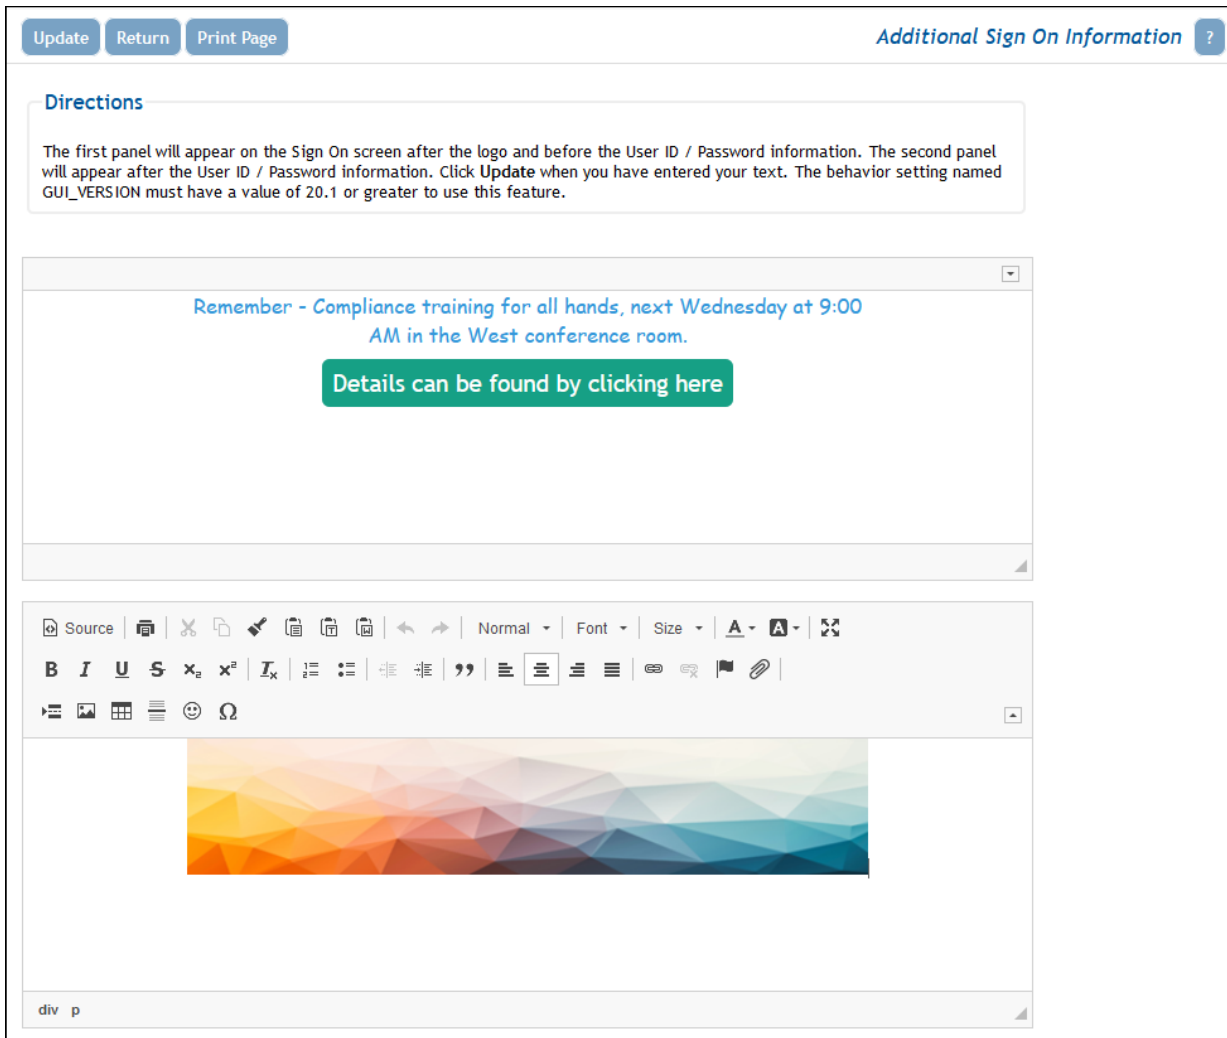 Update Return Print Page Additional Sign On Information ?
Directions
The first panel will appear on the Sign On screen after the logo and before the User ID / Password information. The second panel
will appear after the User ID / Password information. Click Update when you have entered your text. The behavior setting named
GUI_VERSION must have a value of 20.1 or greater to use this feature.
Remember - Compliance training for all hands, next Wednesday at 9:00
AM in the West conference room.
Details can be found by clicking here
Source Normal Font Size A A
B I U S x₂ x² Ix
Ω
div p